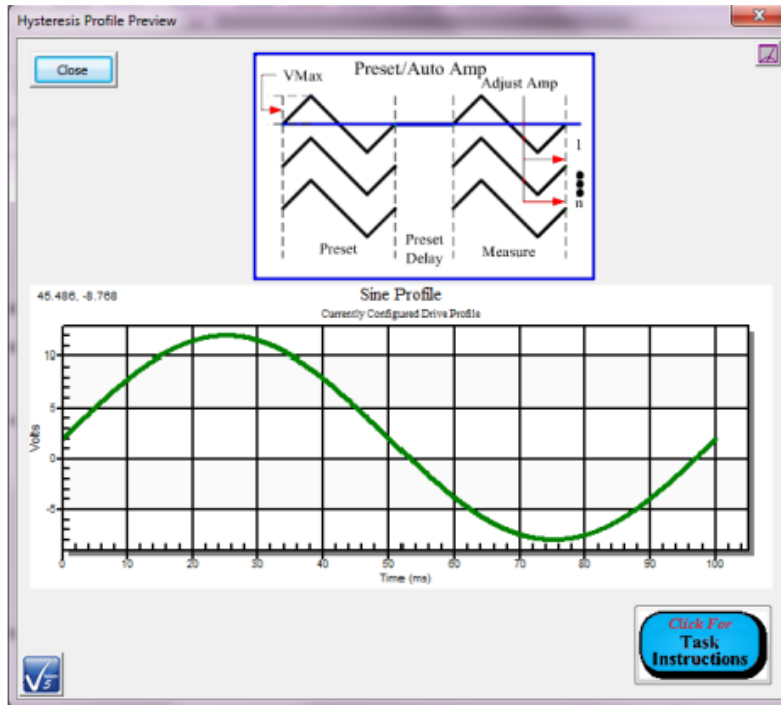 Hysteresis Profile Preview
Close
Preset/Auto Amp
VMax
Adjust Amp
1
n
Preset
Preset
Delay
Measure
45.486, -8.768
Sine Profile
Currently Configured Drive Profile
10
5
0
-5
Volts
0 10 20 30 40 50 60 70 80 90 100
Time (ms)
Click For
Task
Instructions
5